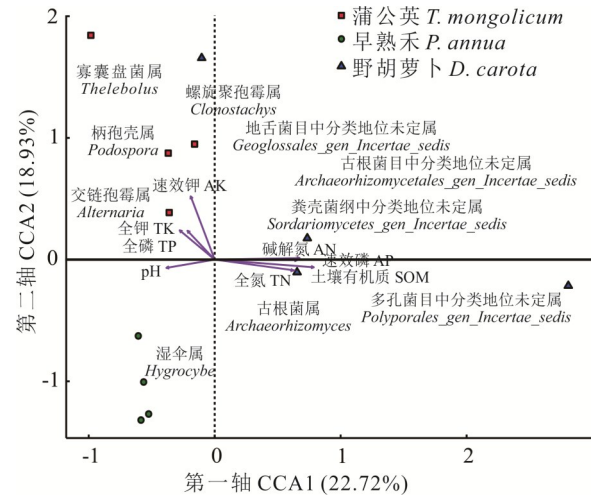 2
蒲公英 T. mongolicum
早熟禾 P. annua
野胡萝卜 D. carota
寡囊盘菌属
Thelebolus
螺旋聚孢霉属
Clonostachys
1
柄孢壳属
Podospora
地舌菌目中分类地位未定属
Geoglossales_gen_Incertae_sedis
古根菌目中分类地位未定属
Archaeorhizomycetales_gen_Incertae_sedis
交链孢霉属
Alternaria
速效钾 AK
粪壳菌纲中分类地位未定属
Sordariomycetes_gen_Incertae_sedis
全钾 TK
全磷 TP
碱解氮 AN
速效磷 AP
0
pH
全氮 TN
土壤有机质 SOM
古根菌属
Archaeorhizomyces
多孔菌目中分类地位未定属
Polyporales_gen_Incertae_sedis
湿伞属
Hygrocybe
-1
第二轴 CCA2 (18.93%)
-1 0 1 2
第一轴 CCA1 (22.72%)